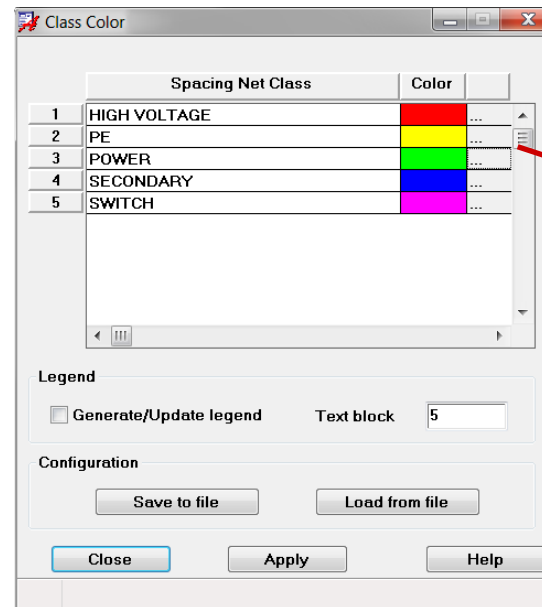 Class Color
Spacing Net Class Color
1 HIGH VOLTAGE ...
2 PE ...
3 POWER ...
4 SECONDARY ...
5 SWITCH ...
Legend
Generate/Update legend Text block 5
Configuration
Save to file Load from file
Close Apply Help